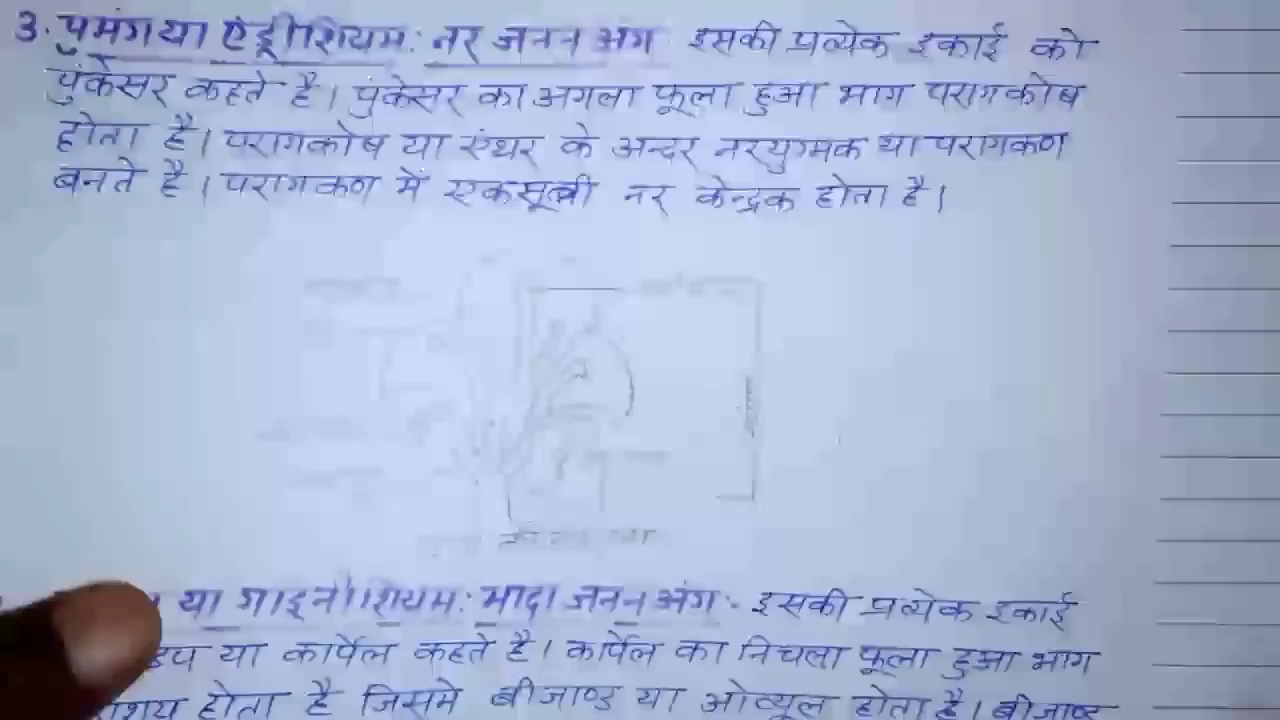 3. पुमंग या एंड्रीशियम: नर जनन अंग इसकी प्रत्येक इकाई को
पुंकेसर कहते है। पुंकेसर का अगला फूला हुआ भाग परागकोष
होता है। परागकोष या एंथर के अन्दर नरयुग्मक या परागकण
बनते है। परागकण में एकसूत्री नर केन्द्रक होता है।
या गाइनीशियम: मादा जनन अंग:- इसकी प्रत्येक इकाई
या कार्पेल कहते है। कार्पेल का निचला फूला हुआ भाग
होता है जिसमे बीजाण्ड या ओव्यूल होता है। बीजाण्ड